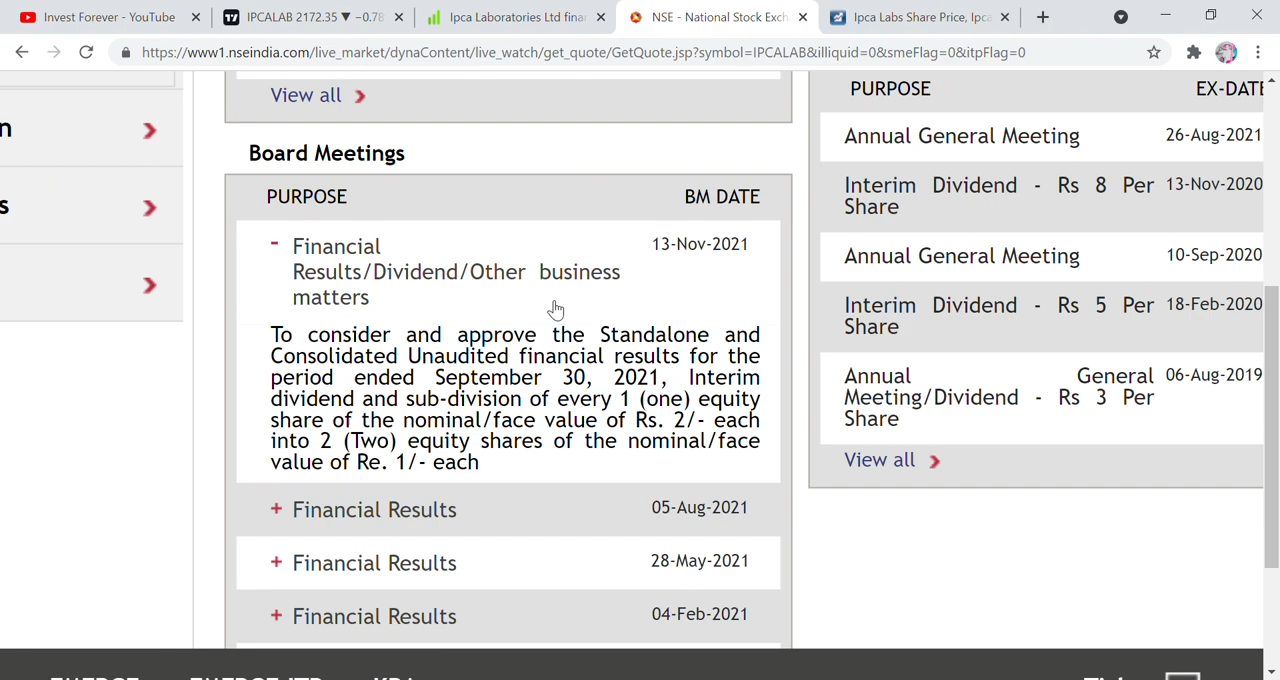 Invest Forever - YouTube
IPCALAB 2172.35 ▼ −0.78
Ipca Laboratories Ltd finan
NSE - National Stock Exch
Ipca Labs Share Price, Ipca
https://www1.nseindia.com/live_market/dynaContent/live_watch/get_quote/GetQuote.jsp?symbol=IPCALAB&illiquid=0&smeFlag=0&itpFlag=0
n
s
View all
Board Meetings
PURPOSE BM DATE
- Financial 13-Nov-2021
Results/Dividend/Other business
matters
To consider and approve the Standalone and
Consolidated Unaudited financial results for the
period ended September 30, 2021, Interim
dividend and sub-division of every 1 (one) equity
share of the nominal/face value of Rs. 2/- each
into 2 (Two) equity shares of the nominal/face
value of Re. 1/- each
+ Financial Results 05-Aug-2021
+ Financial Results 28-May-2021
+ Financial Results 04-Feb-2021
PURPOSE EX-DATE
Annual General Meeting 26-Aug-2021
Interim Dividend - Rs 8 Per 13-Nov-2020
Share
Annual General Meeting 10-Sep-2020
Interim Dividend - Rs 5 Per 18-Feb-2020
Share
Annual General 06-Aug-2019
Meeting/Dividend - Rs 3 Per
Share
View all